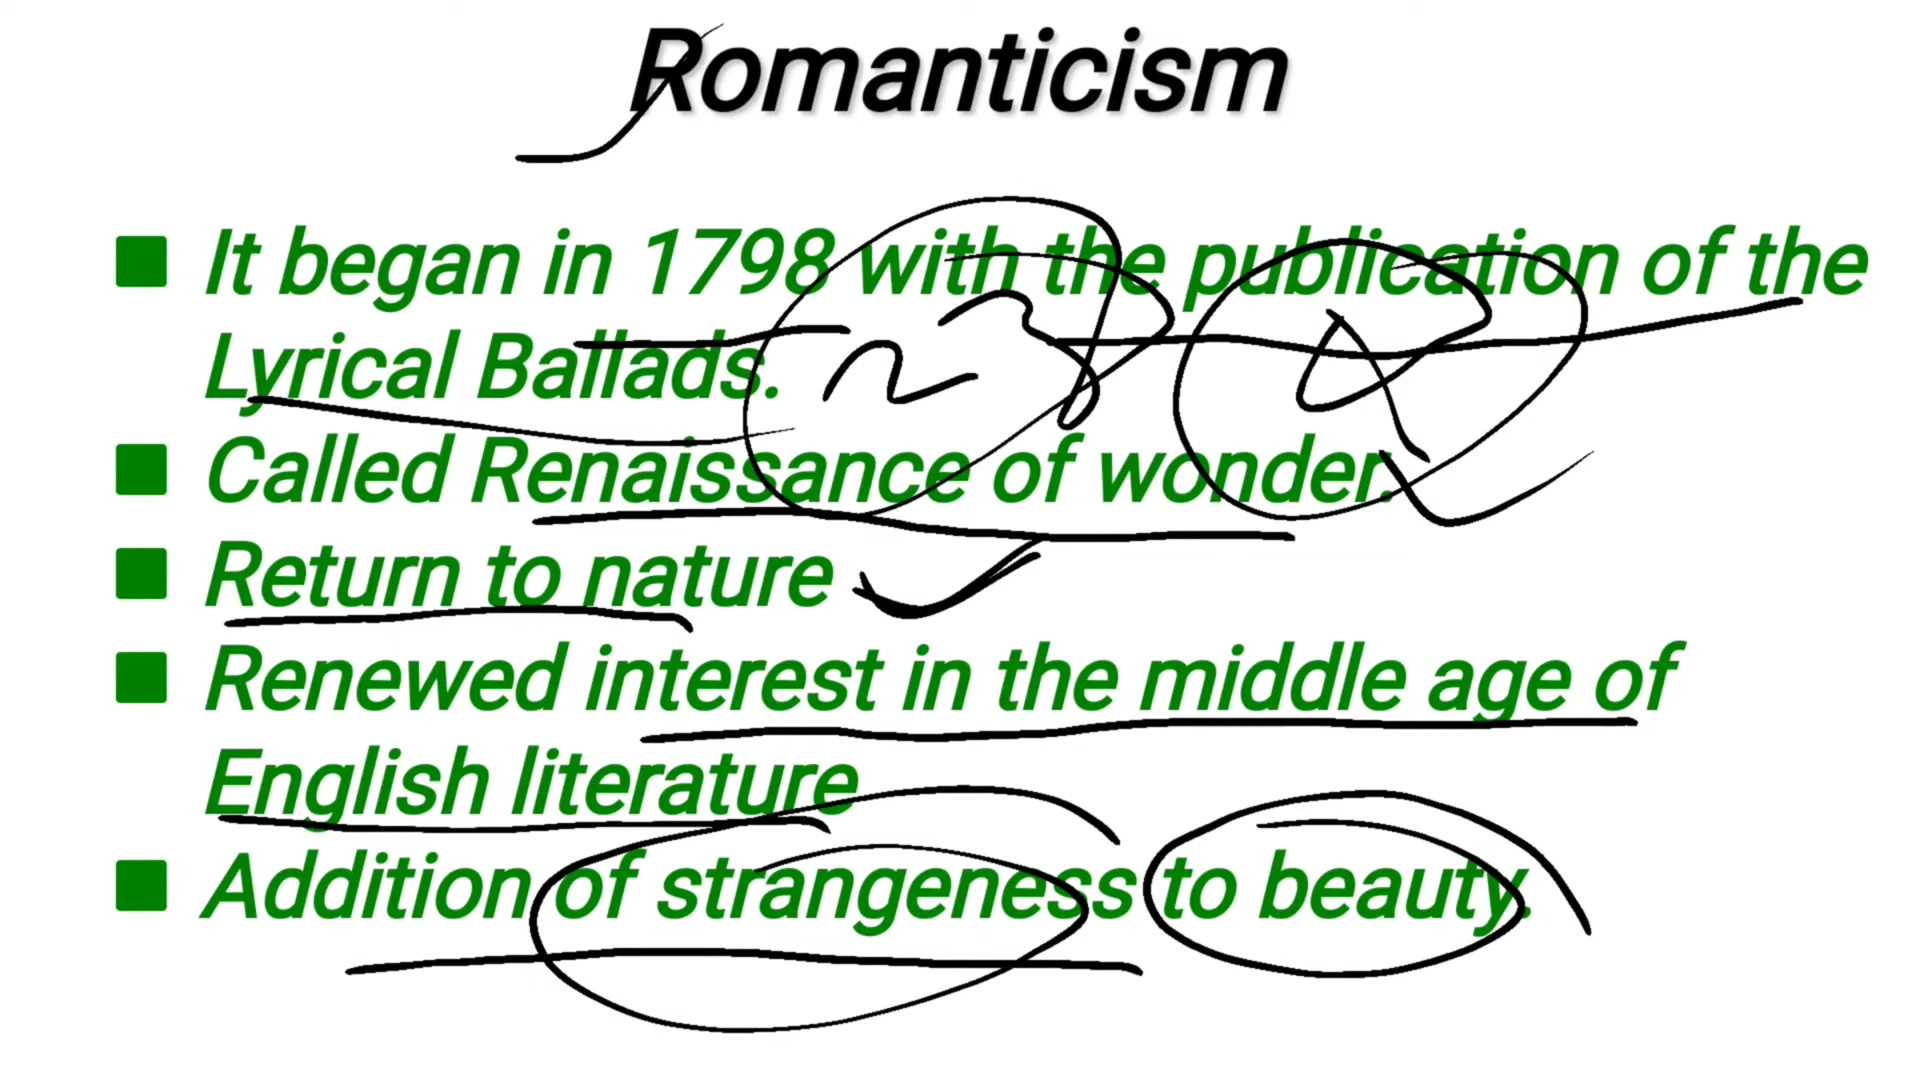 Romanticism
It began in 1798 with the publication of the
Lyrical Ballads.
Called Renaissance of wonder.
Return to nature
Renewed interest in the middle age of
English literature
Addition of strangeness to beauty.